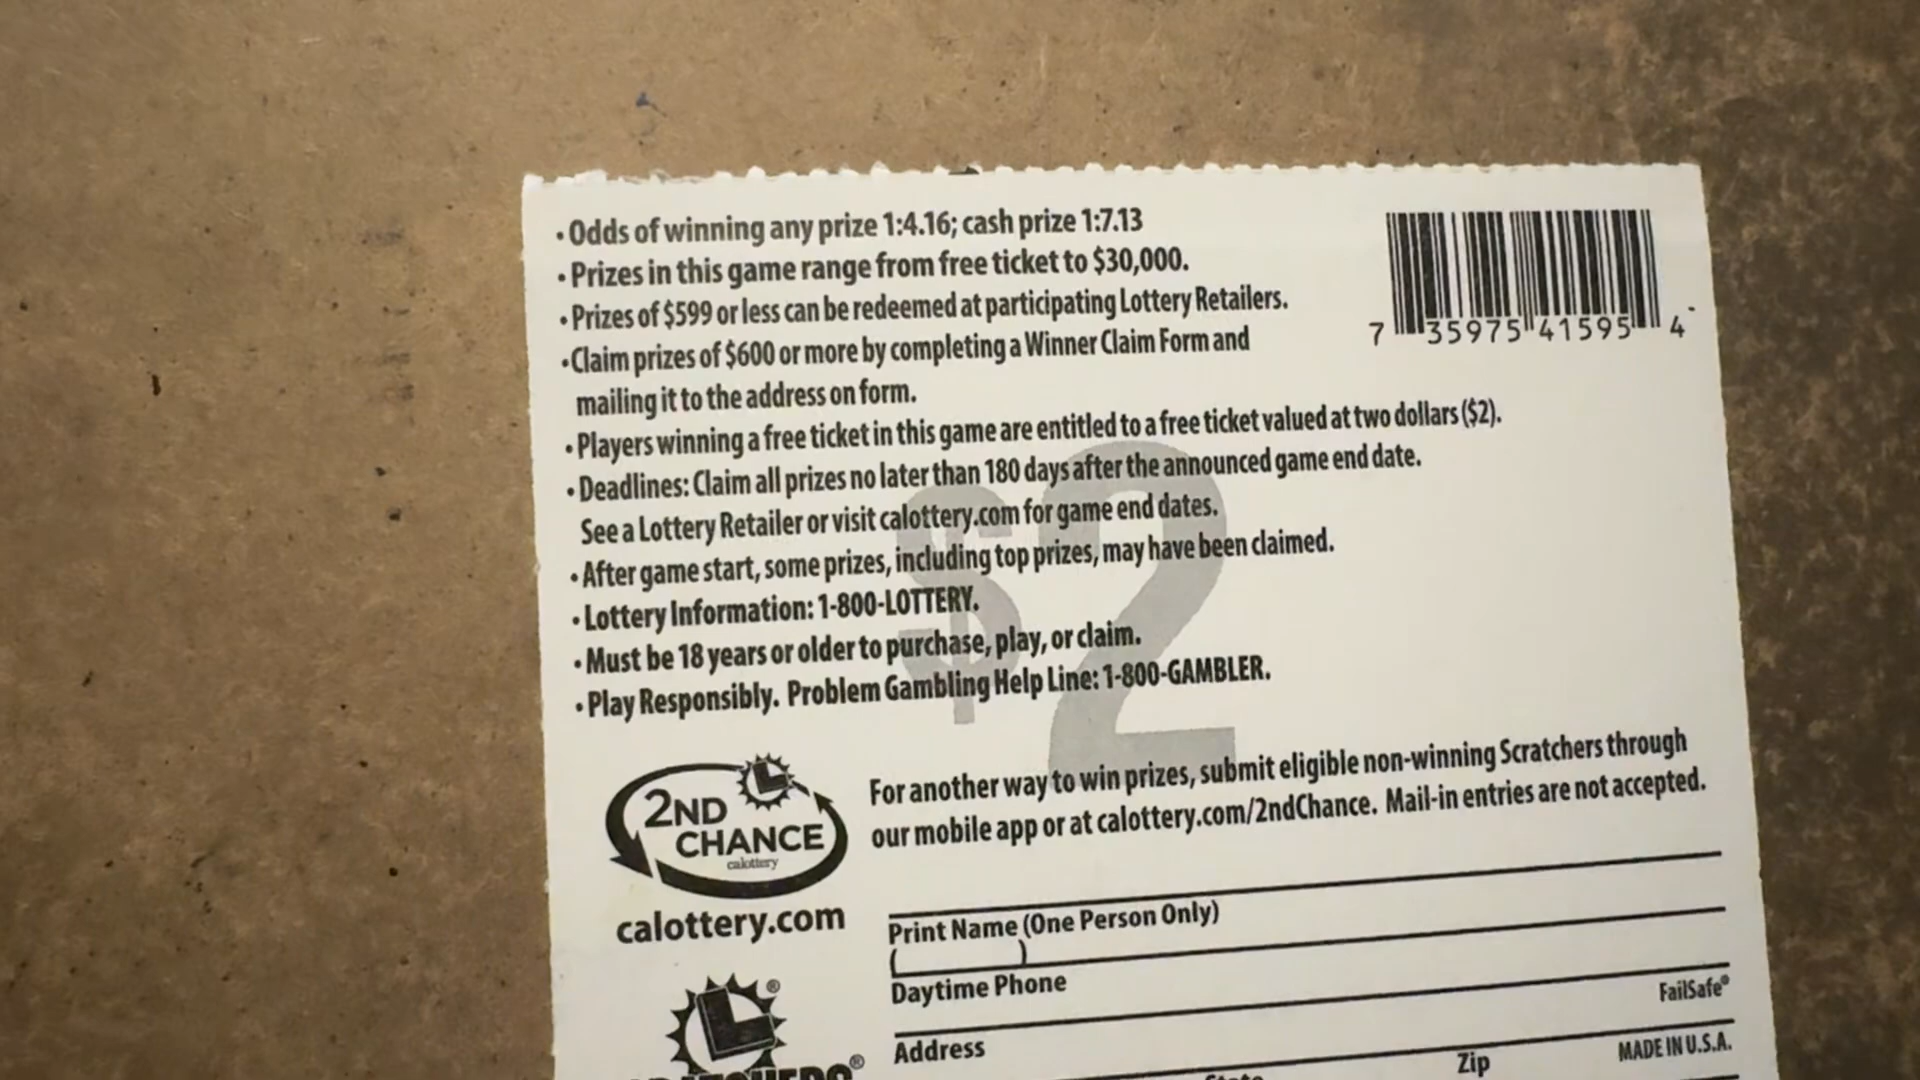 • Odds of winning any prize 1:4.16; cash prize 1:7.13
• Prizes in this game range from free ticket to $30,000.
• Prizes of $599 or less can be redeemed at participating Lottery Retailers.
• Claim prizes of $600 or more by completing a Winner Claim Form and
mailing it to the address on form.
• Players winning a free ticket in this game are entitled to a free ticket valued at two dollars ($2).
• Deadlines: Claim all prizes no later than 180 days after the announced game end date.
See a Lottery Retailer or visit calottery.com for game end dates.
• After game start, some prizes, including top prizes, may have been claimed.
• Lottery Information: 1-800-LOTTERY.
• Must be 18 years or older to purchase, play, or claim.
• Play Responsibly. Problem Gambling Help Line: 1-800-GAMBLER.
7 35975 41595 4
$2
2ND
CHANCE
calottery
calottery.com
For another way to win prizes, submit eligible non-winning Scratchers through
our mobile app or at calottery.com/2ndChance. Mail-in entries are not accepted.
Print Name (One Person Only)
( )
Daytime Phone
FailSafe®
Address
MADE IN U.S.A.
Zip